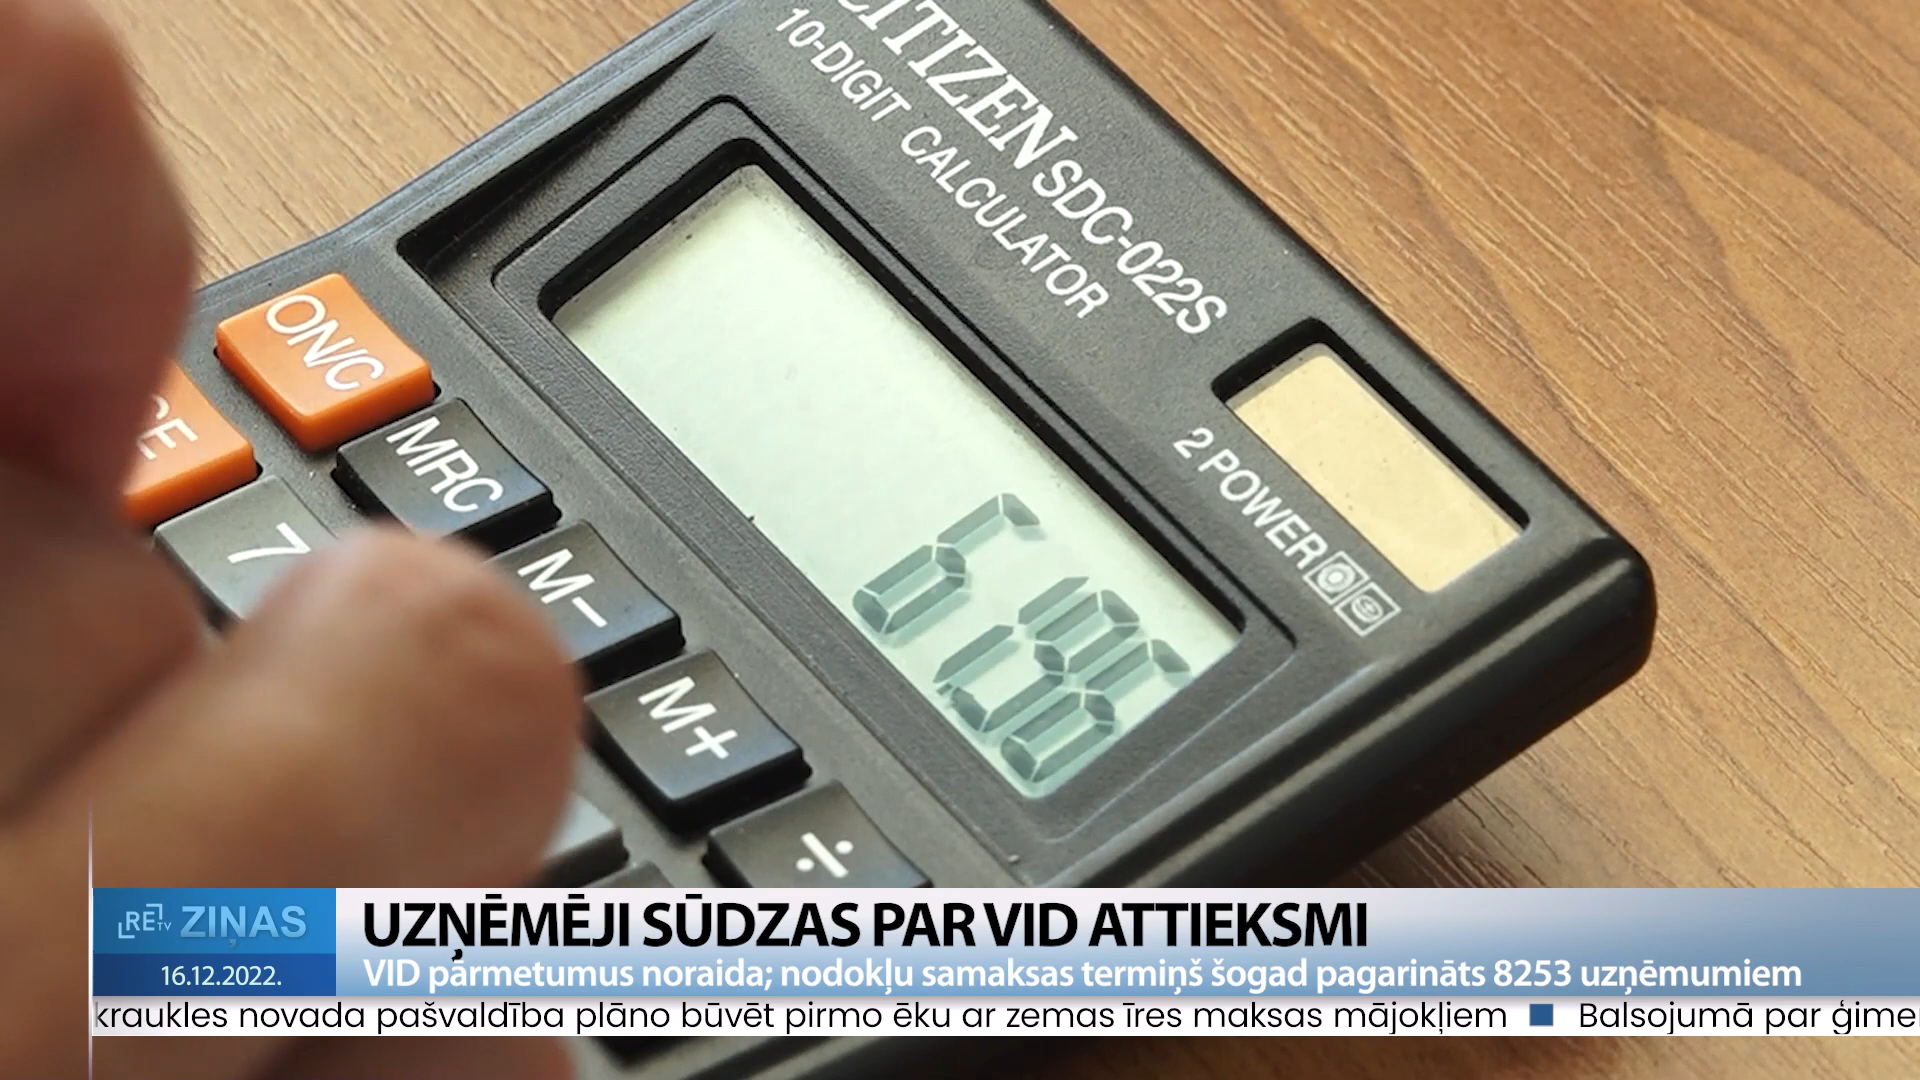 CITIZEN SDC-022S
10-DIGIT CALCULATOR
2 POWER
ON/C
CE
MRC
7
M-
M+
÷
RE TV ZIŅAS
16.12.2022.
UZŅĒMĒJI SŪDZAS PAR VID ATTIEKSMI
VID pārmetumus noraida; nodokļu samaksas termiņš šogad pagarināts 8253 uzņēmumiem
kraukles novada pašvaldība plāno būvēt pirmo ēku ar zemas īres maksas mājokļiem Balsojumā par ģime